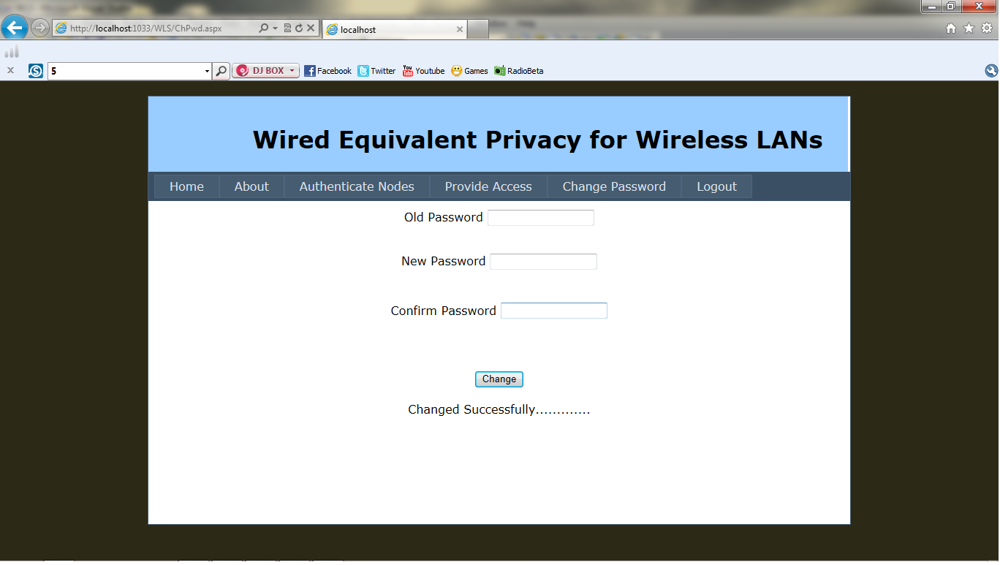 http://localhost:1033/WLS/ChPwd.aspx
localhost
5
DJ BOX
Facebook
Twitter
You Tube
Youtube
Games
RadioBeta
Wired Equivalent Privacy for Wireless LANs
Home About Authenticate Nodes Provide Access Change Password Logout
Old Password
New Password
Confirm Password
Change
Changed Successfully.............